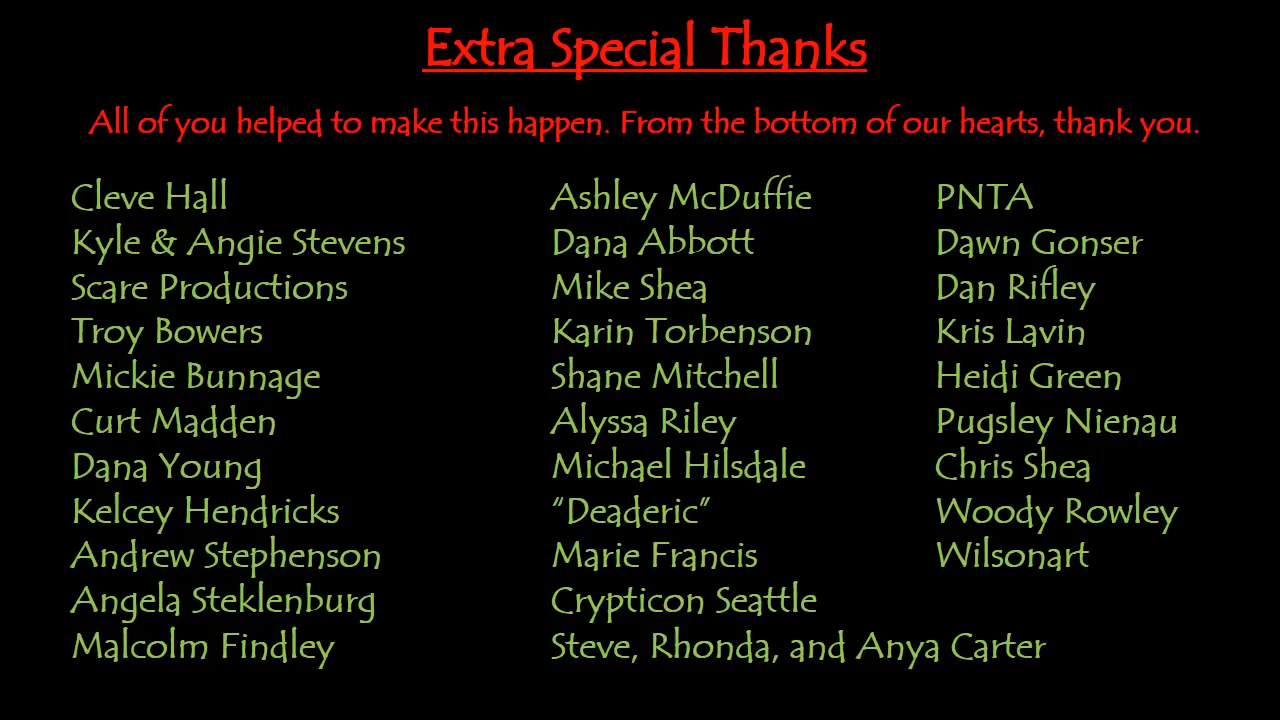 Extra Special Thanks
All of you helped to make this happen. From the bottom of our hearts, thank you.
Cleve Hall
Kyle & Angie Stevens
Scare Productions
Troy Bowers
Mickie Bunnage
Curt Madden
Dana Young
Kelcey Hendricks
Andrew Stephenson
Angela Steklenburg
Malcolm Findley
Ashley McDuffie
Dana Abbott
Mike Shea
Karin Torbenson
Shane Mitchell
Alyssa Riley
Michael Hilsdale
“Deaderic”
Marie Francis
Crypticon Seattle
Steve, Rhonda, and Anya Carter
PNTA
Dawn Gonser
Dan Rifley
Kris Lavin
Heidi Green
Pugsley Nienau
Chris Shea
Woody Rowley
Wilsonart